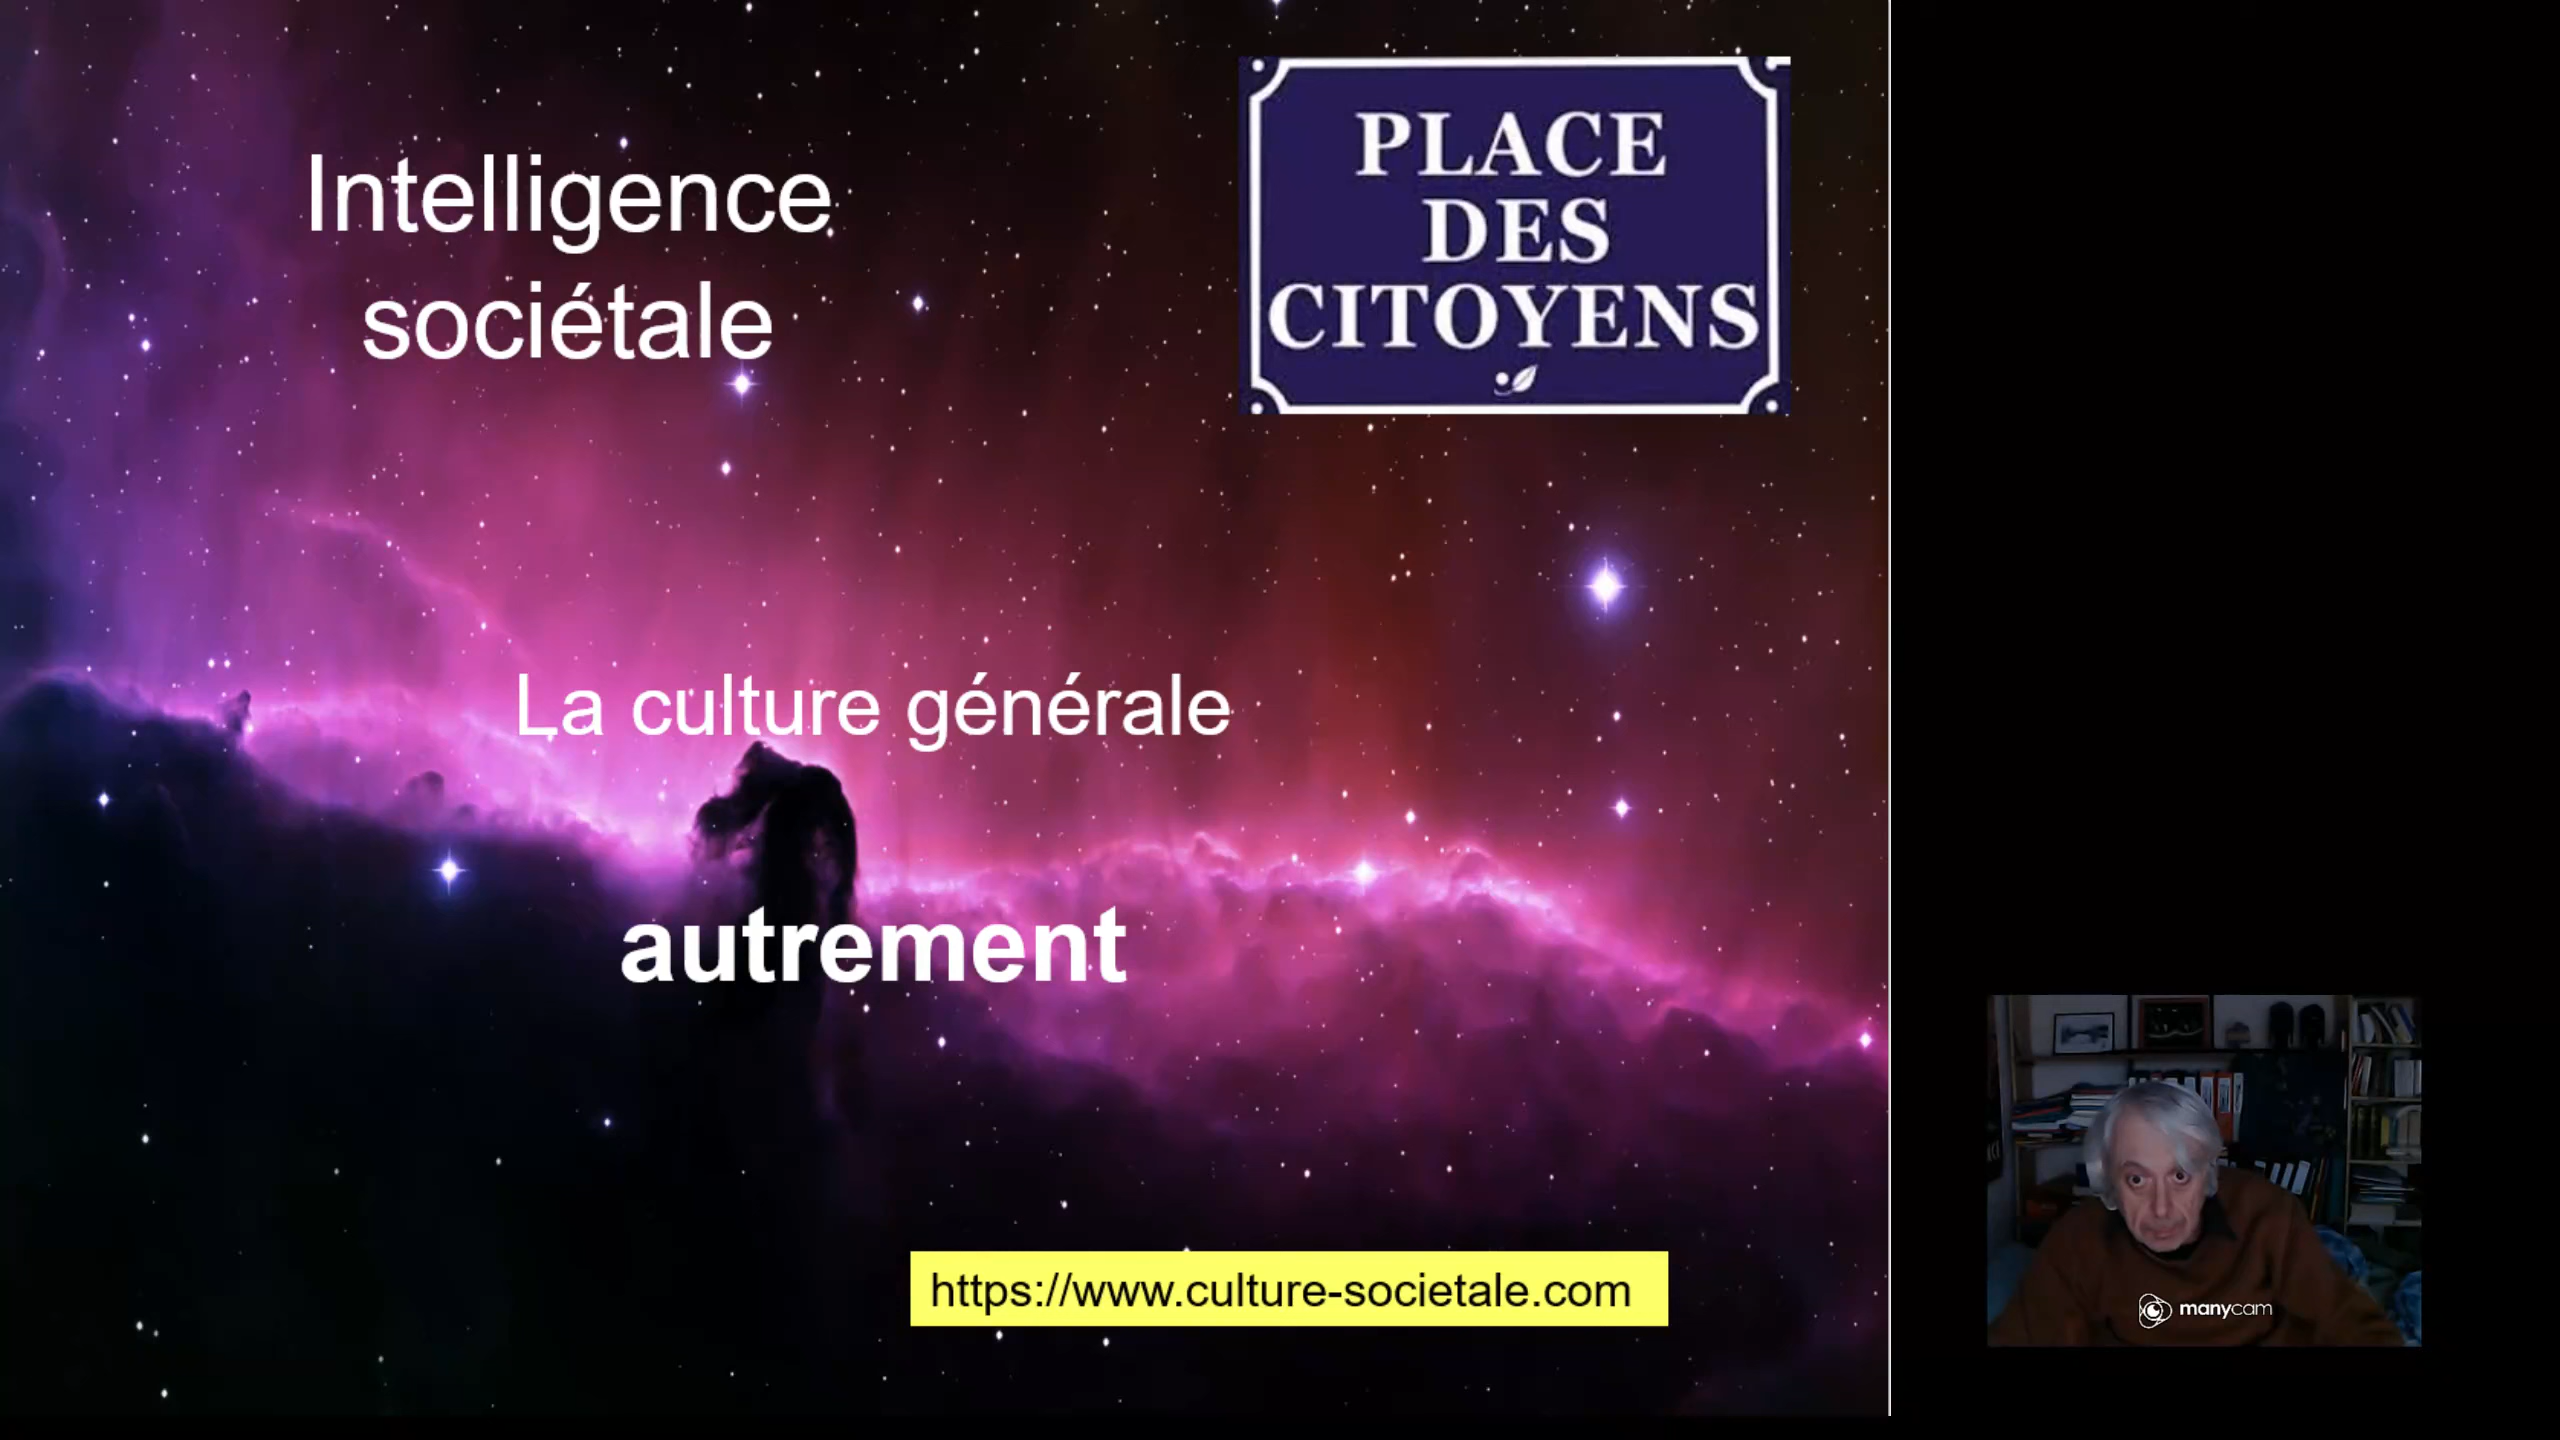 Intelligence
sociétale
PLACE
DES
CITOYENS
La culture générale
autrement
https://www.culture-societale.com
manycam